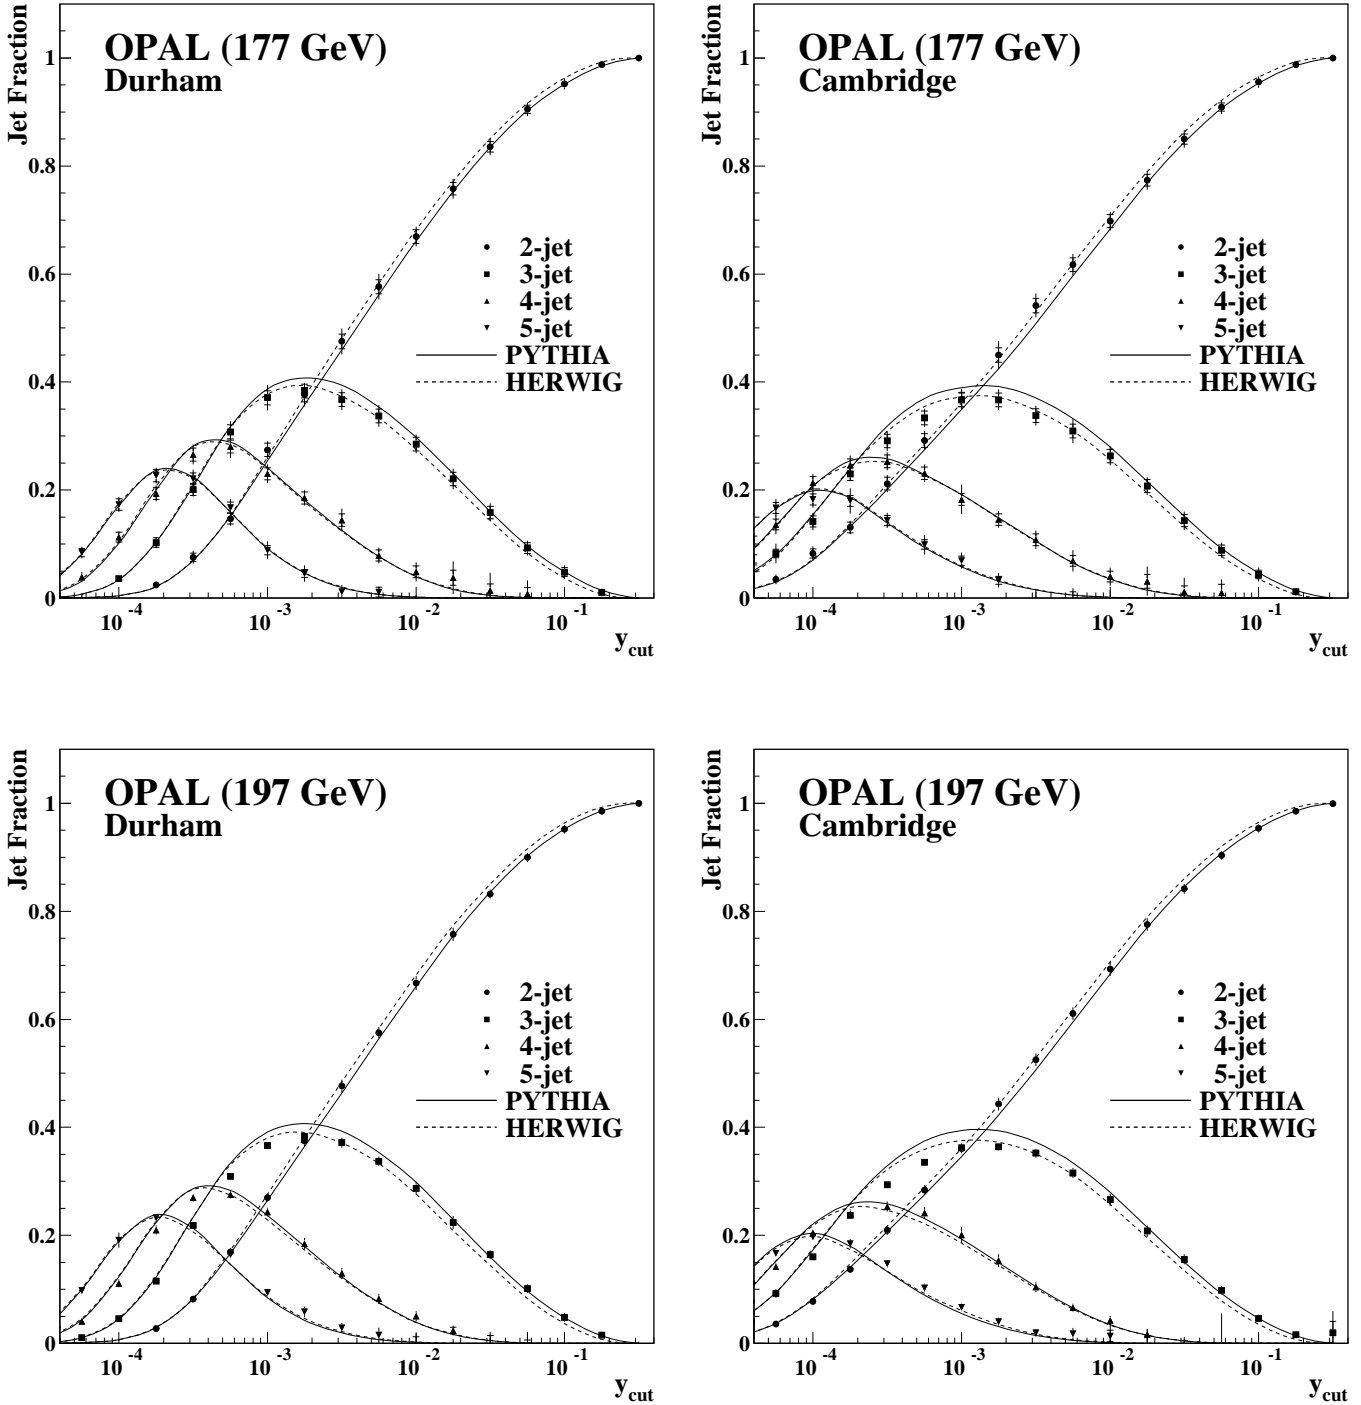 OPAL (177 GeV)
Durham
Jet Fraction
1
0.8
0.6
0.4
0.2
0
2-jet
3-jet
4-jet
5-jet
PYTHIA
HERWIG
10^-4
10^-3
10^-2
10^-1
y_cut
OPAL (177 GeV)
Cambridge
Jet Fraction
1
0.8
0.6
0.4
0.2
0
2-jet
3-jet
4-jet
5-jet
PYTHIA
HERWIG
10^-4
10^-3
10^-2
10^-1
y_cut
OPAL (197 GeV)
Durham
Jet Fraction
1
0.8
0.6
0.4
0.2
0
2-jet
3-jet
4-jet
5-jet
PYTHIA
HERWIG
10^-4
10^-3
10^-2
10^-1
y_cut
OPAL (197 GeV)
Cambridge
Jet Fraction
1
0.8
0.6
0.4
0.2
0
2-jet
3-jet
4-jet
5-jet
PYTHIA
HERWIG
10^-4
10^-3
10^-2
10^-1
y_cut